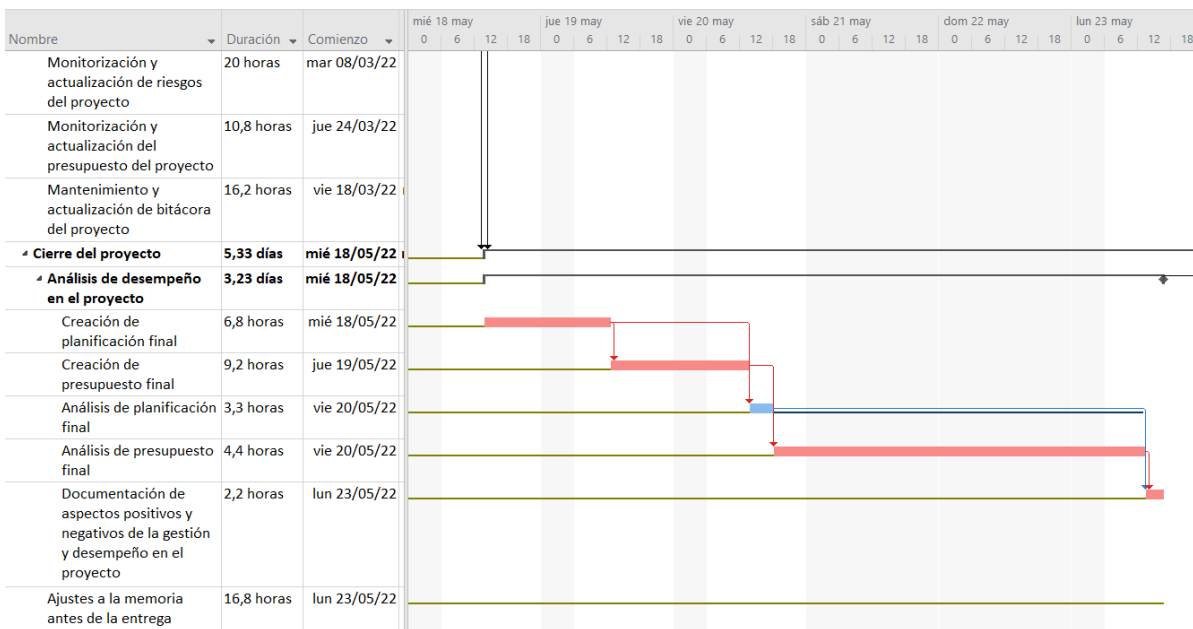 mié 18 may jue 19 may vie 20 may sáb 21 may dom 22 may lun 23 may
Nombre Duración Comienzo 0 6 12 18 0 6 12 18 0 6 12 18 0 6 12 18 0 6 12 18 0 6 12 18
Monitorización y 20 horas mar 08/03/22
actualización de riesgos
del proyecto
Monitorización y 10,8 horas jue 24/03/22
actualización del
presupuesto del proyecto
Mantenimiento y 16,2 horas vie 18/03/22
actualización de bitácora
del proyecto
Cierre del proyecto 5,33 días mié 18/05/22
Análisis de desempeño 3,23 días mié 18/05/22
en el proyecto
Creación de 6,8 horas mié 18/05/22
planificación final
Creación de 9,2 horas jue 19/05/22
presupuesto final
Análisis de planificación 3,3 horas vie 20/05/22
final
Análisis de presupuesto 4,4 horas vie 20/05/22
final
Documentación de 2,2 horas lun 23/05/22
aspectos positivos y
negativos de la gestión
y desempeño en el
proyecto
Ajustes a la memoria 16,8 horas lun 23/05/22
antes de la entrega